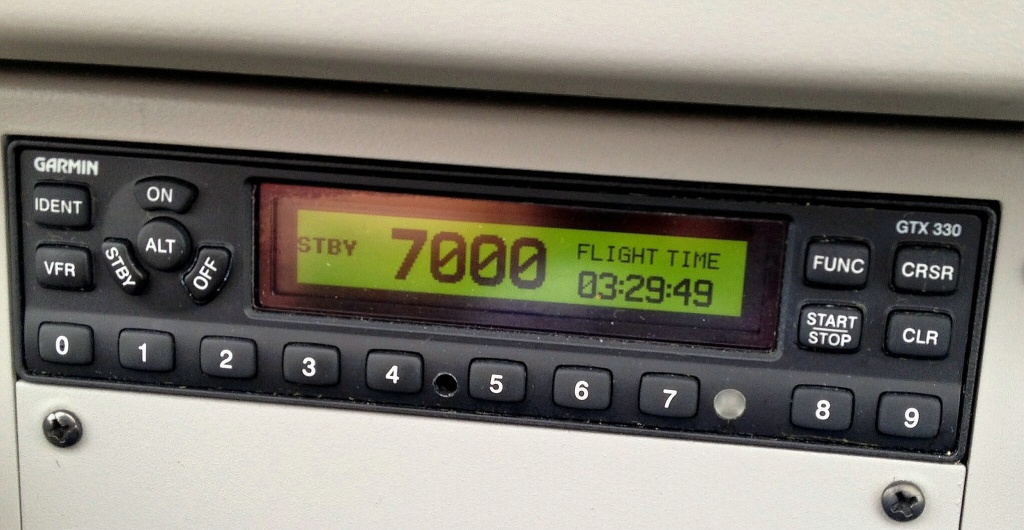 GARMIN
GTX 330
IDENT
ON
ALT
STBY
OFF
VFR
STBY 7000 FLIGHT TIME
03:29:49
FUNC CRSR
START
STOP
CLR
0 1 2 3 4 5 6 7 8 9